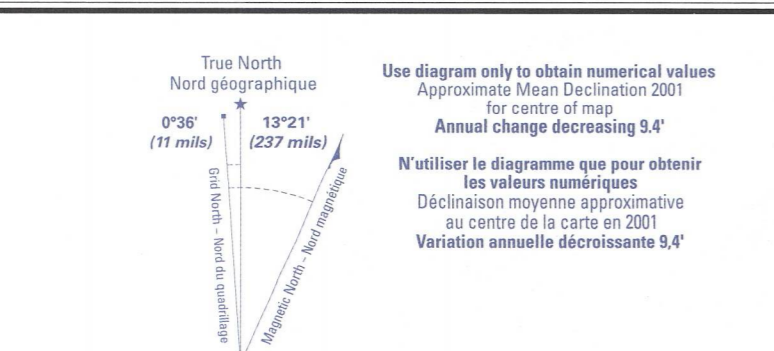 True North
Nord géographique
0°36'
(11 mils)
13°21'
(237 mils)
Grid North – Nord du quadrillage
Magnetic North – Nord magnétique
Use diagram only to obtain numerical values
Approximate Mean Declination 2001
for centre of map
Annual change decreasing 9.4'
N'utiliser le diagramme que pour obtenir
les valeurs numériques
Déclinaison moyenne approximative
au centre de la carte en 2001
Variation annuelle décroissante 9,4'